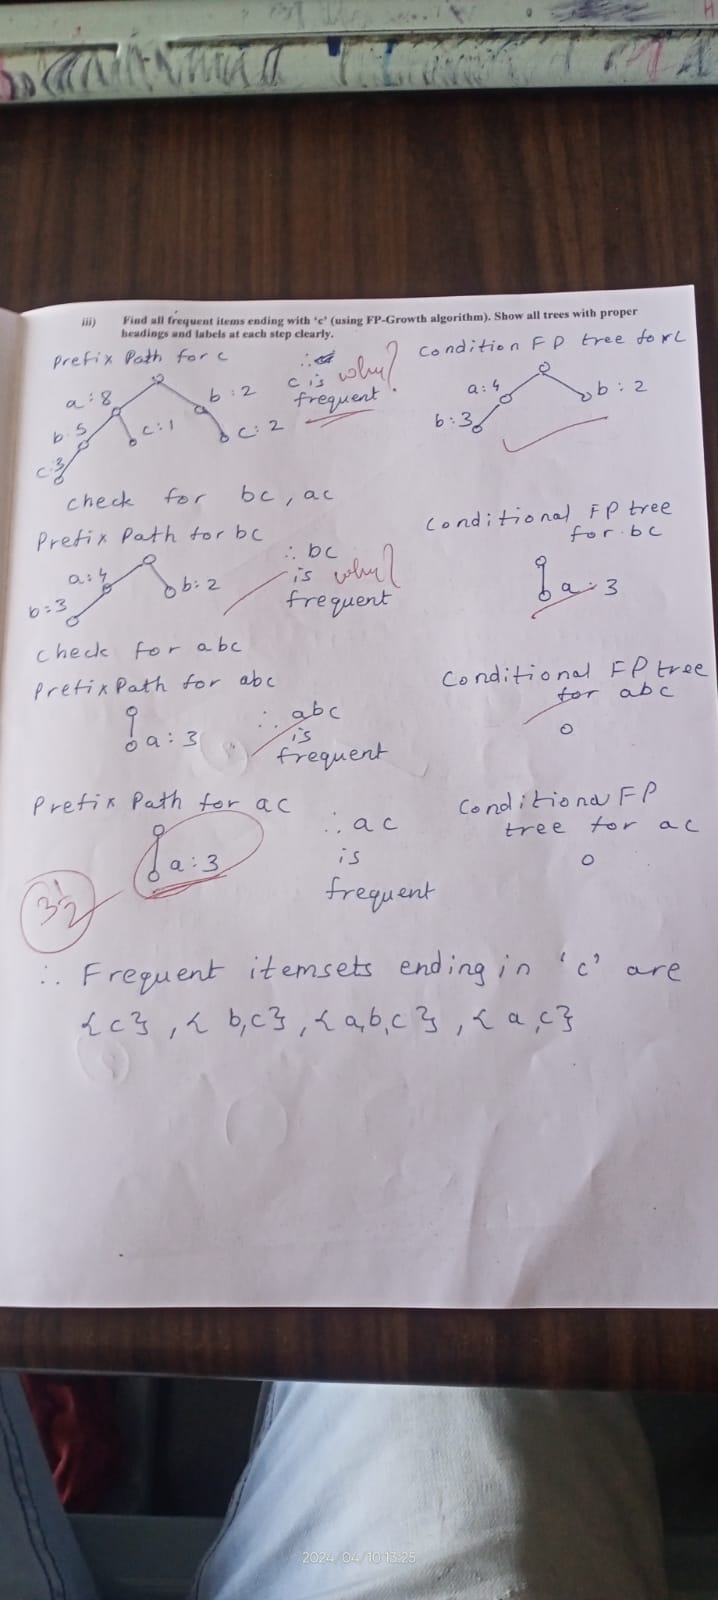 iii) Find all frequent items ending with 'c' (using FP-Growth algorithm). Show all trees with proper
headings and labels at each step clearly.
Prefix Path for c
a:8
b:2
b:5
c:1
c:2
c:3
∴
c is why?
frequent
Condition FP tree for c
a:4
b:2
b:3
check for bc, ac
Prefix Path for bc
a:4
b:2
b=3
∴ bc
is why?
frequent
Conditional FP tree
for bc
a:3
check for abc
Prefix Path for abc
a:3
∴ abc
is
frequent
Conditional FP tree
for abc
Prefix Path for ac
a:3
∴ ac
is
frequent
Conditional FP
tree for ac
3½
∴ Frequent itemsets ending in 'c' are
{c}, {b,c}, {a,b,c}, {a,c}
2024/04/10 13:25